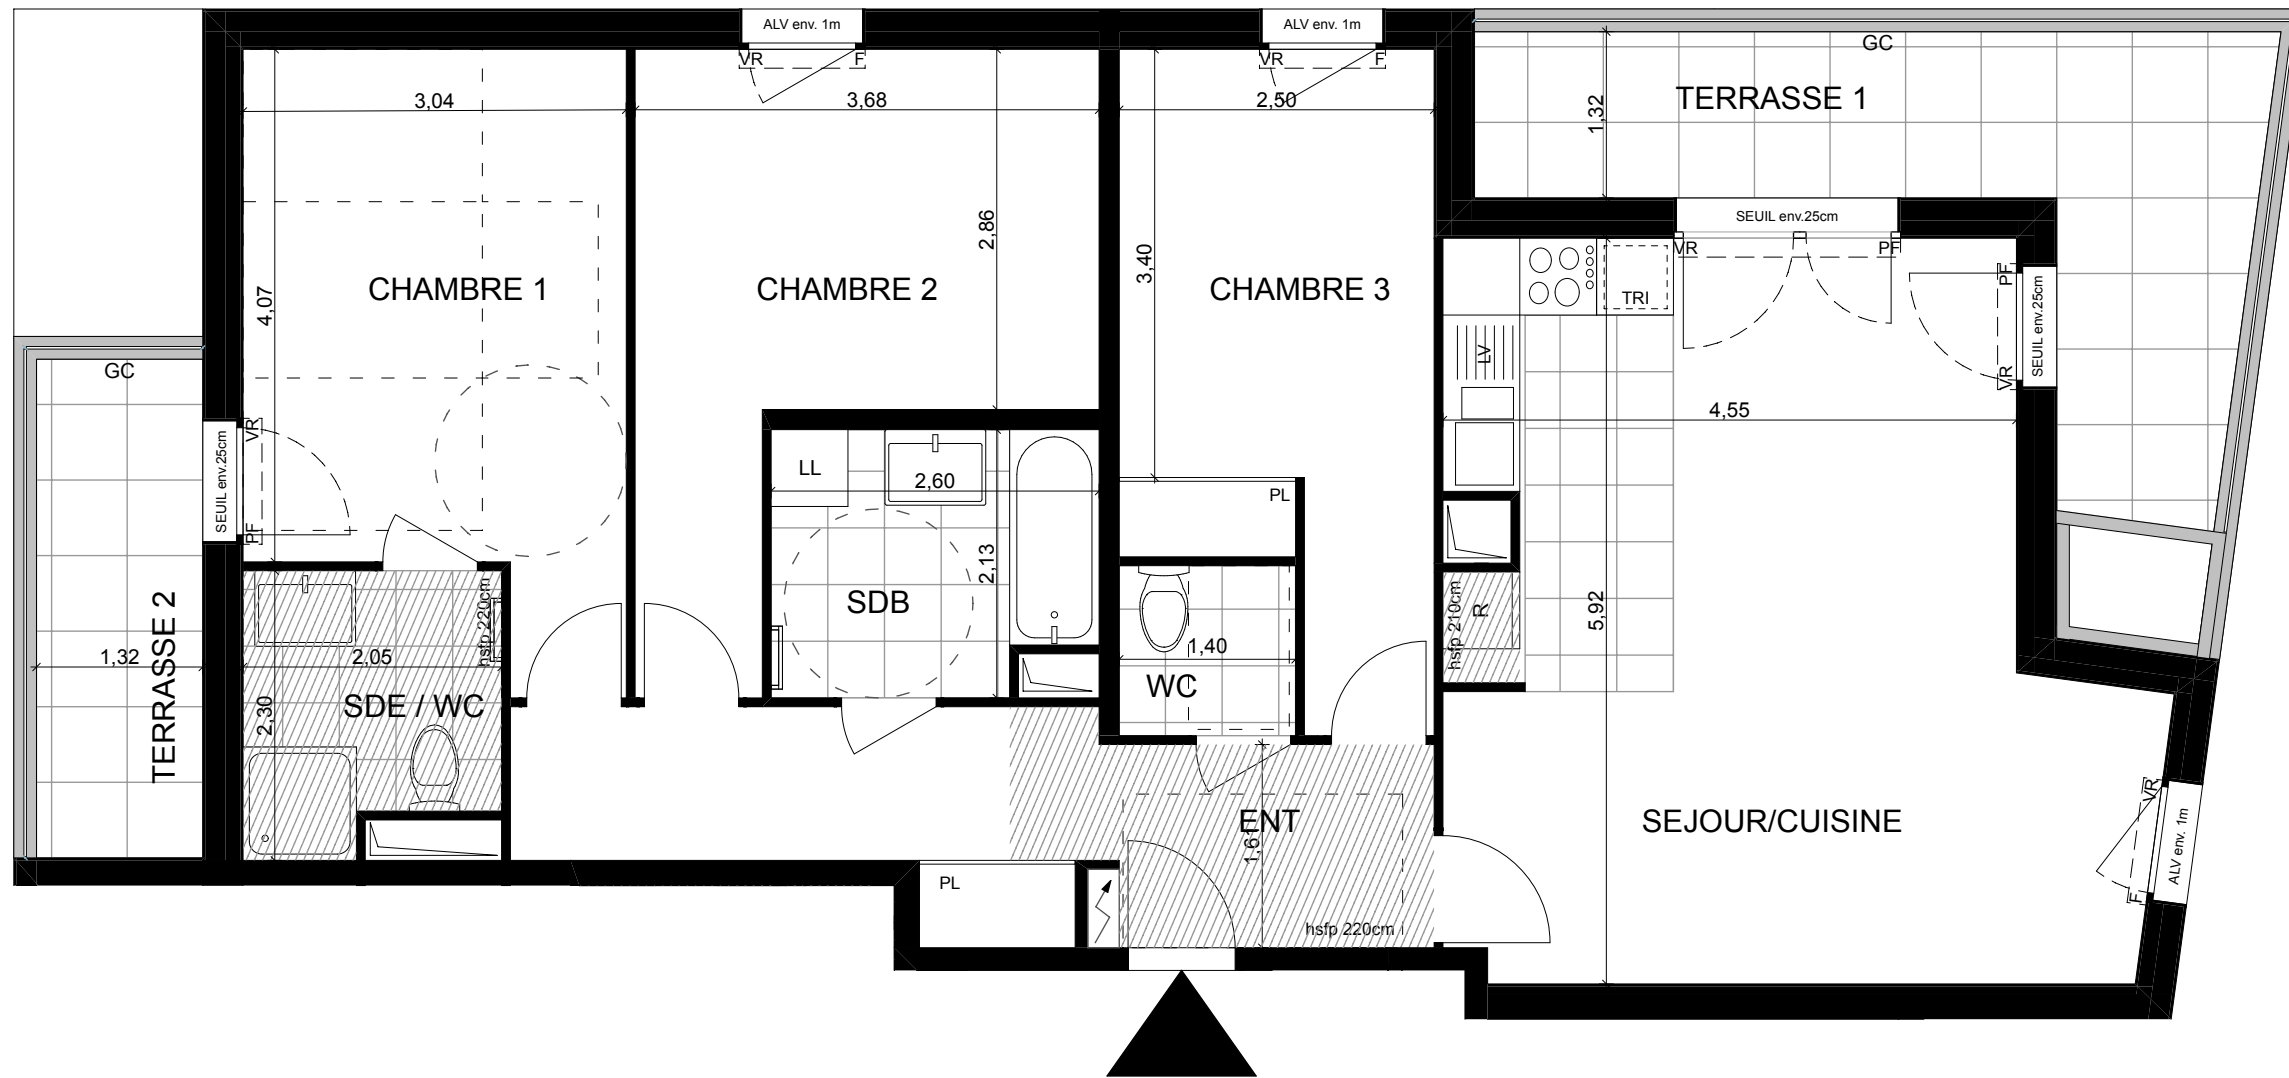 ALV env. 1m
ALV env. 1m
VR
F
VR
F
GC
3,04
3,68
2,50
TERRASSE 1
1,32
SEUIL env.25cm
VR
PF
2,86
3,40
4,07
CHAMBRE 1
CHAMBRE 2
CHAMBRE 3
TRI
PF
SEUIL env.25cm
VR
LV
GC
4,55
VR
SEUIL env.25cm
PF
LL
2,60
PL
2,13
SDB
hsfp 220cm
hsfp 210cm
R
5,92
TERRASSE 2
1,32
2,05
1,40
WC
SDE / WC
2,30
VR
ENT
1,61
SEJOUR/CUISINE
ALV env. 1m
F
PL
hsfp 220cm